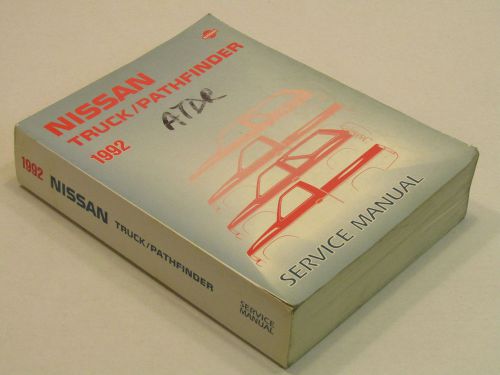 NISSAN
TRUCK/PATHFINDER
1992
ATDR
SERVICE MANUAL
1992 NISSAN TRUCK/PATHFINDER
SERVICE
MANUAL